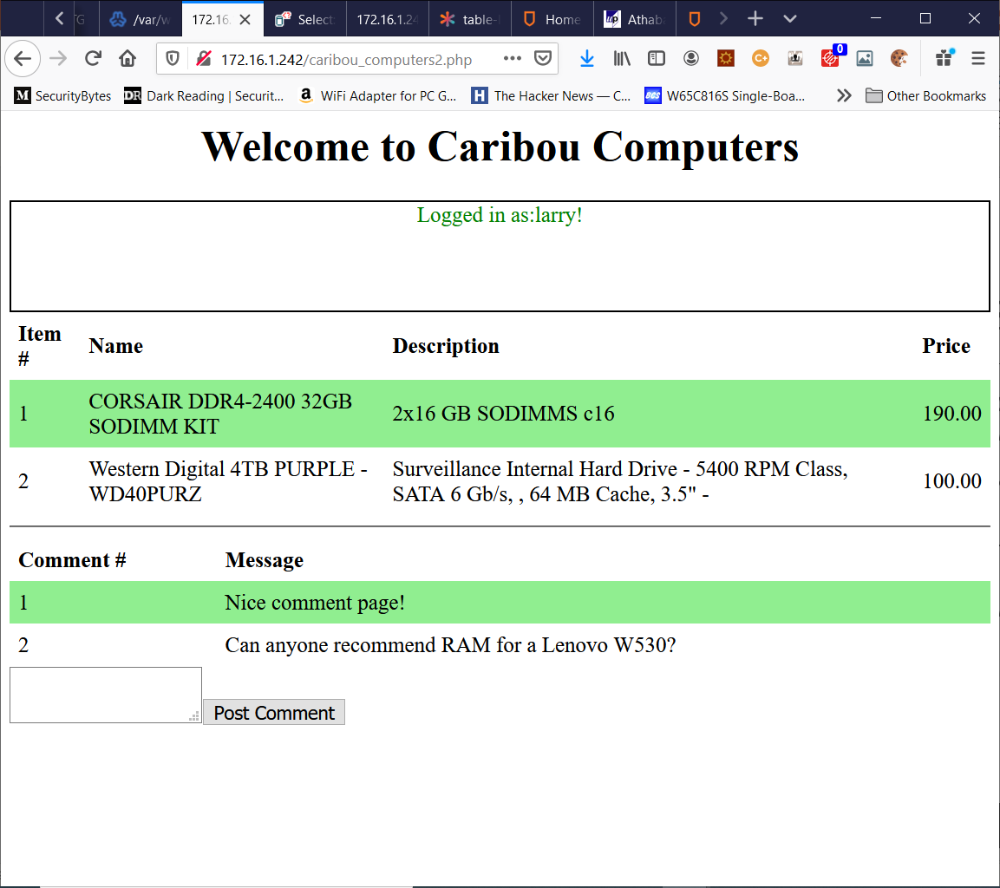 /var/w
172.16.
Select
172.16.1.24
table-
Home
Athab
172.16.1.242/caribou_computers2.php
C+
0
M SecurityBytes
DR Dark Reading | Securit...
a WiFi Adapter for PC G...
H The Hacker News — C...
W65C816S Single-Boa...
Other Bookmarks
Welcome to Caribou Computers
Logged in as:larry!
Item # Name Description Price
1 CORSAIR DDR4-2400 32GB SODIMM KIT 2x16 GB SODIMMS c16 190.00
2 Western Digital 4TB PURPLE - WD40PURZ Surveillance Internal Hard Drive - 5400 RPM Class, SATA 6 Gb/s, , 64 MB Cache, 3.5" - 100.00
Comment # Message
1 Nice comment page!
2 Can anyone recommend RAM for a Lenovo W530?
Post Comment